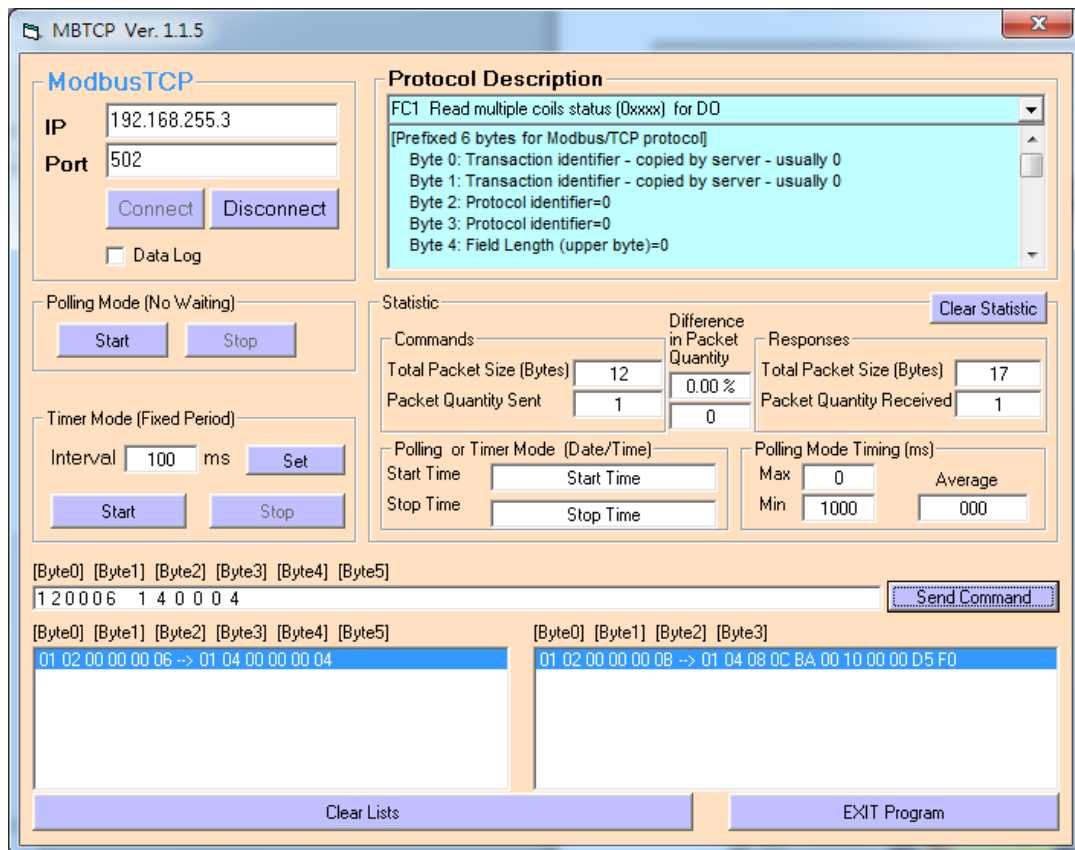 MBTCP Ver. 1.1.5
X
ModbusTCP
IP 192.168.255.3
Port 502
Connect Disconnect
Data Log
Protocol Description
FC1 Read multiple coils status (0xxxx) for DO
[Prefixed 6 bytes for Modbus/TCP protocol]
Byte 0: Transaction identifier - copied by server - usually 0
Byte 1: Transaction identifier - copied by server - usually 0
Byte 2: Protocol identifier=0
Byte 3: Protocol identifier=0
Byte 4: Field Length (upper byte)=0
Polling Mode (No Waiting)
Start Stop
Timer Mode (Fixed Period)
Interval 100 ms Set
Start Stop
Statistic
Clear Statistic
Commands
Total Packet Size (Bytes) 12
Packet Quantity Sent 1
Difference
in Packet
Quantity
0.00 %
0
Responses
Total Packet Size (Bytes) 17
Packet Quantity Received 1
Polling or Timer Mode (Date/Time)
Start Time Start Time
Stop Time Stop Time
Polling Mode Timing (ms)
Max 0
Min 1000
Average
000
[Byte0] [Byte1] [Byte2] [Byte3] [Byte4] [Byte5]
1 2 0 0 0 6 1 4 0 0 0 4
Send Command
[Byte0] [Byte1] [Byte2] [Byte3] [Byte4] [Byte5]
01 02 00 00 00 06 --> 01 04 00 00 00 04
[Byte0] [Byte1] [Byte2] [Byte3]
01 02 00 00 00 0B --> 01 04 08 0C BA 00 10 00 00 D5 F0
Clear Lists
EXIT Program